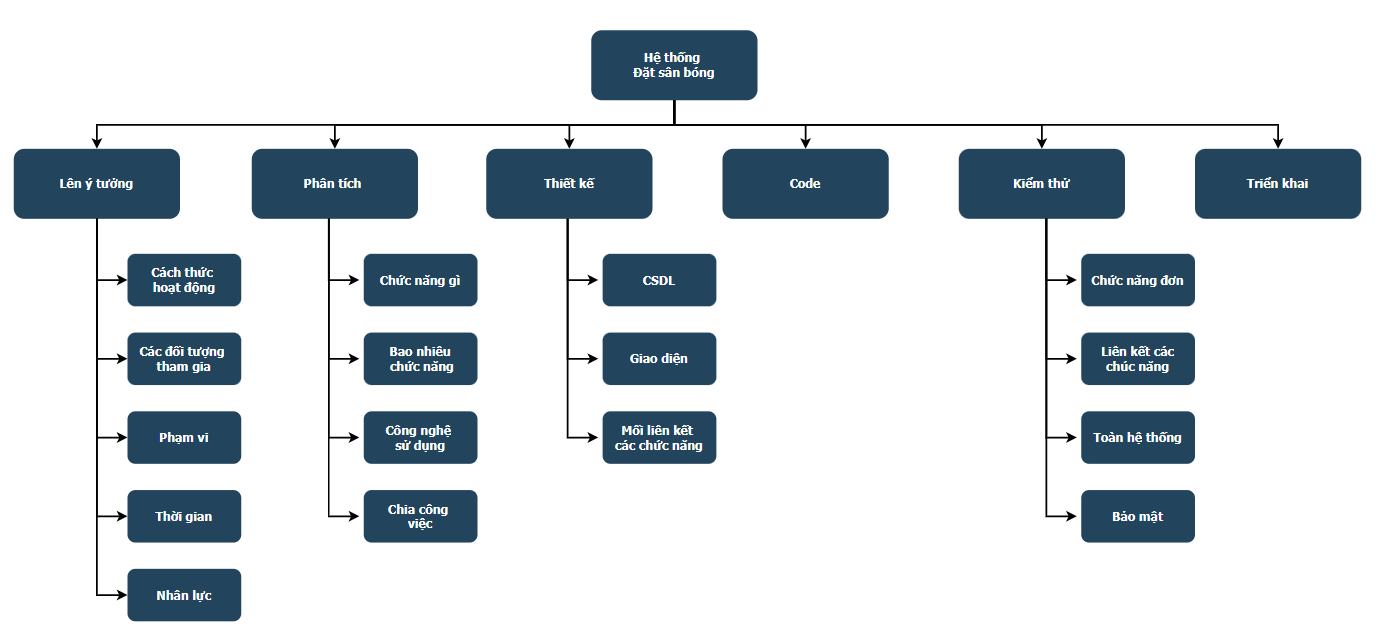 Hệ thống
Đặt sân bóng
Lên ý tưởng
Phân tích
Thiết kế
Code
Kiểm thử
Triển khai
Cách thức
hoạt động
Các đối tượng
tham gia
Phạm vi
Thời gian
Nhân lực
Chức năng gì
Bao nhiêu
chức năng
Công nghệ
sử dụng
Chia công
việc
CSDL
Giao diện
Mối liên kết
các chức năng
Chức năng đơn
Liên kết các
chúc năng
Toàn hệ thống
Bảo mật